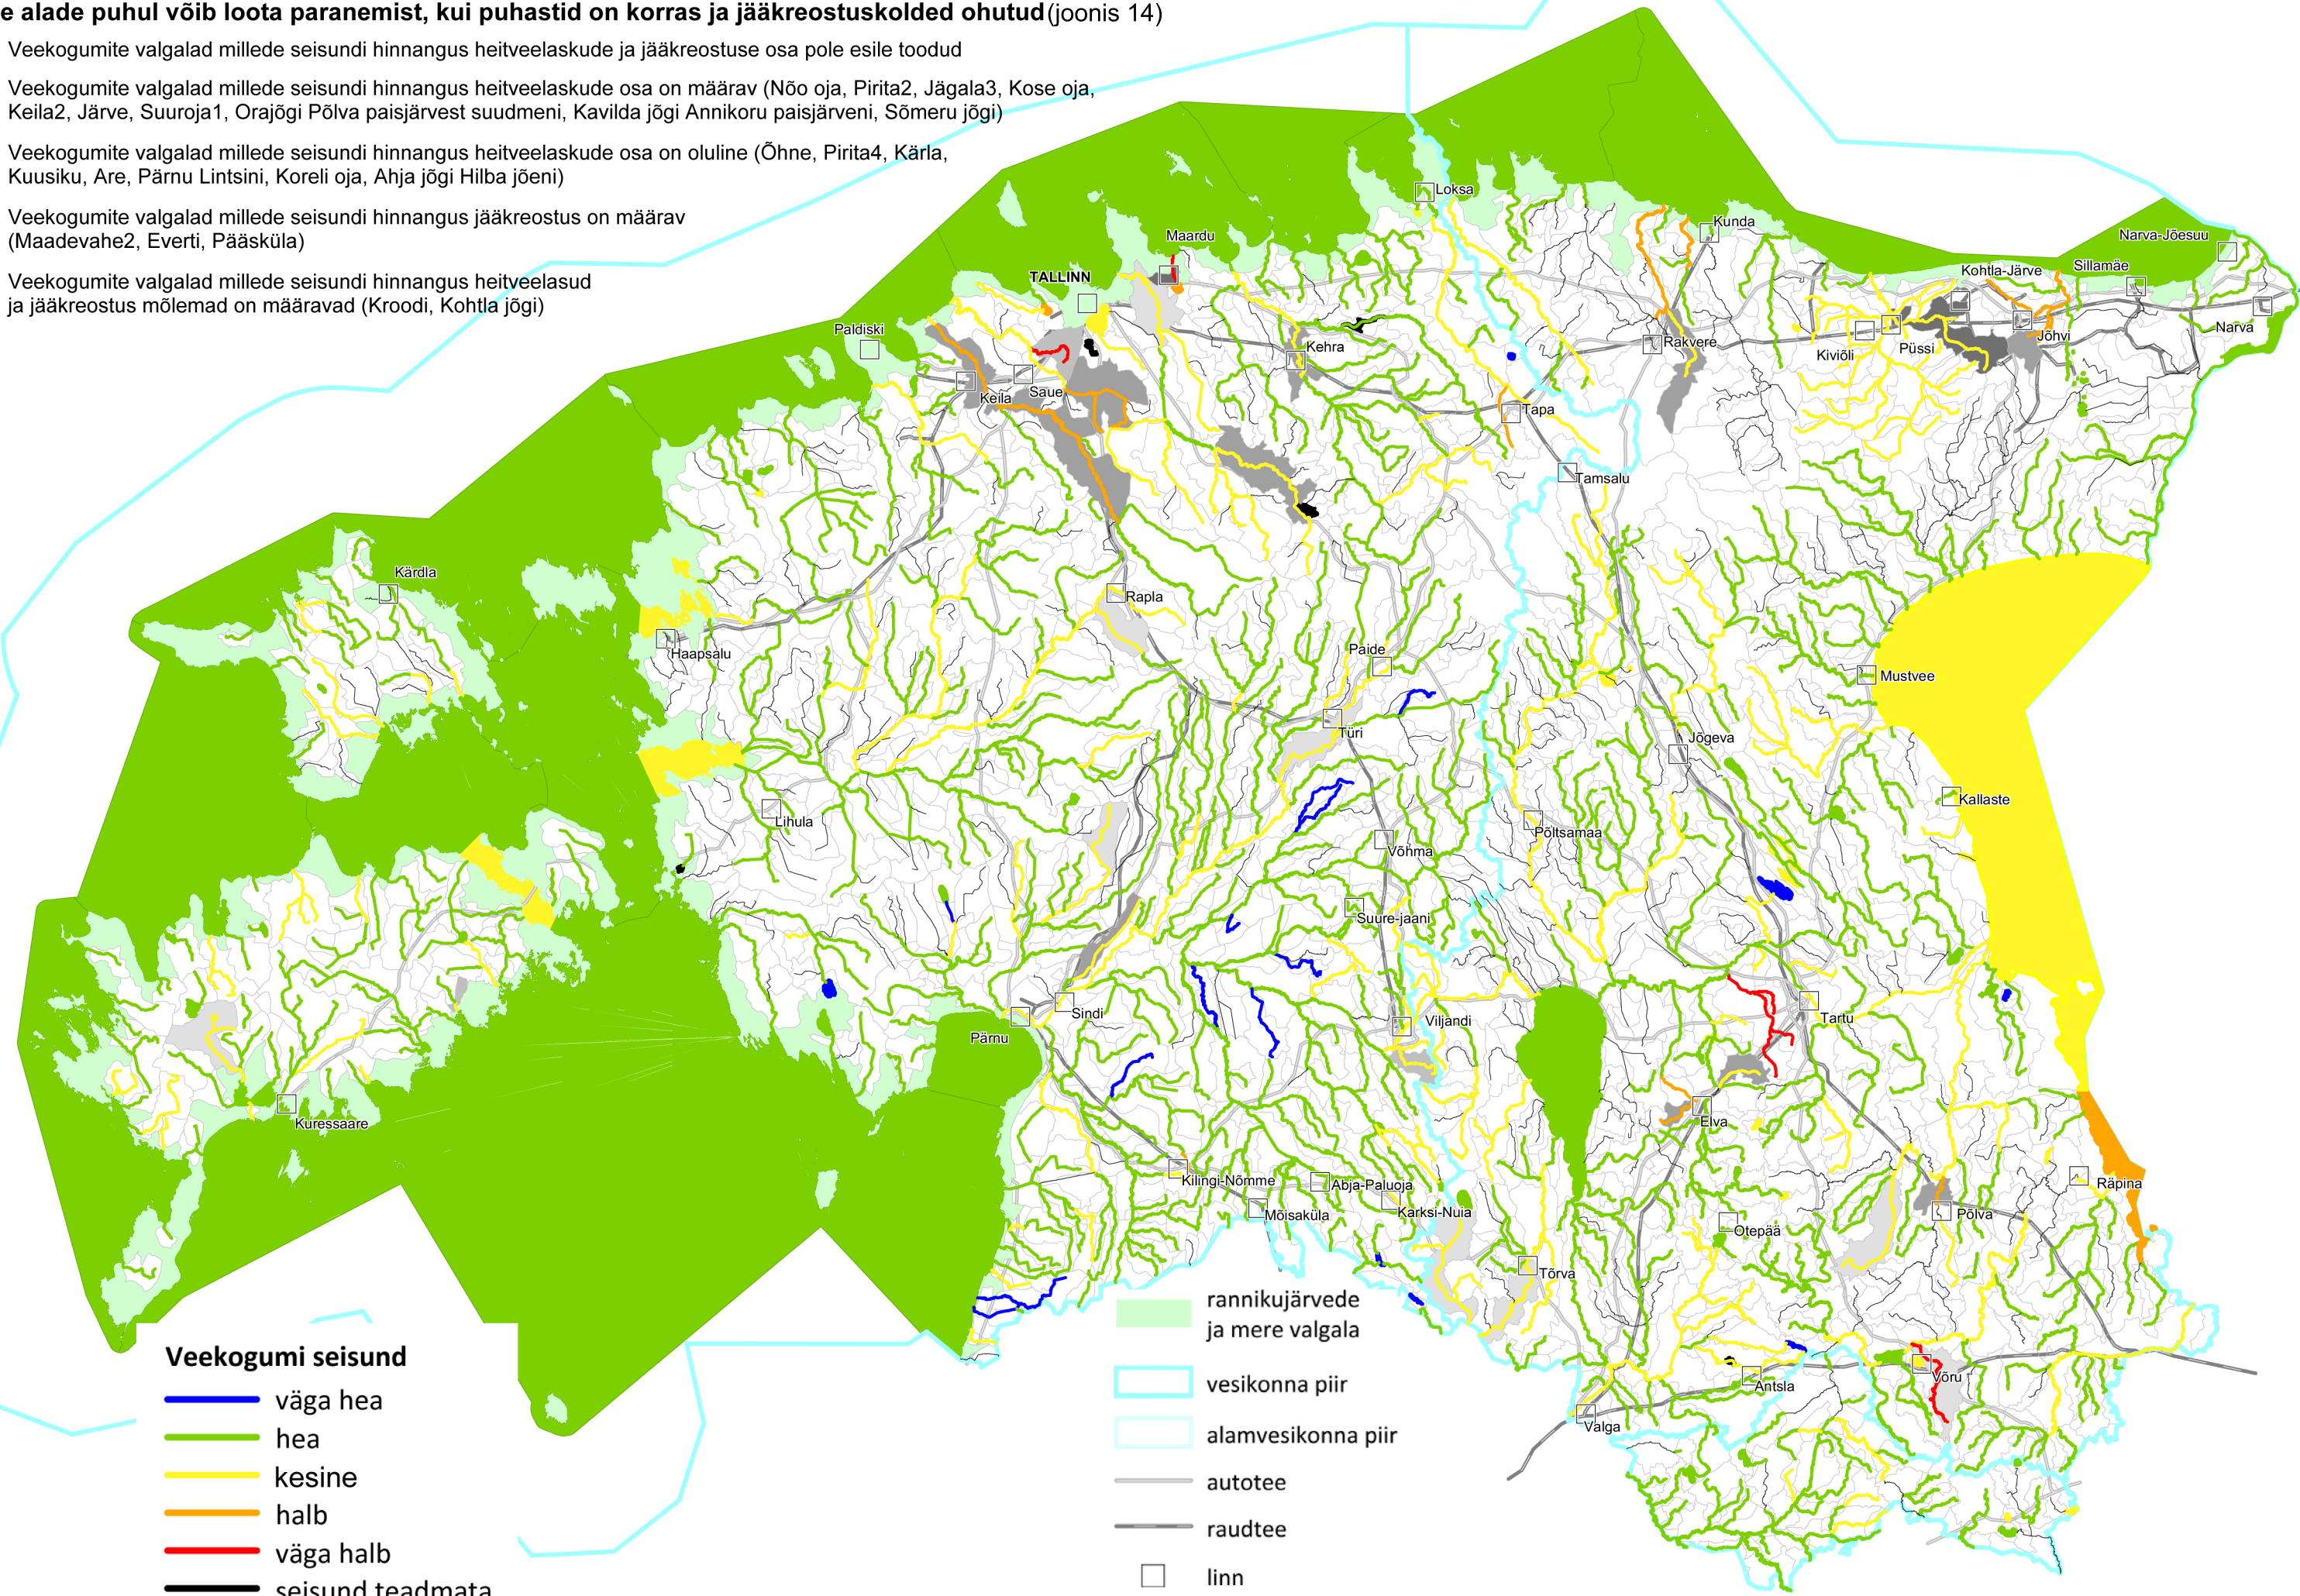 e alade puhul võib loota paranemist, kui puhastid on korras ja jääkreostuskolded ohutud (joonis 14)
Veekogumite valgalad millede seisundi hinnangus heitveelaskude ja jääkreostuse osa pole esile toodud
Veekogumite valgalad millede seisundi hinnangus heitveelaskude osa on määrav (Nõo oja, Pirita2, Jägala3, Kose oja,
Keila2, Järve, Suuroja1, Orajõgi Põlva paisjärvest suudmeni, Kavilda jõgi Annikoru paisjärveni, Sõmeru jõgi)
Veekogumite valgalad millede seisundi hinnangus heitveelaskude osa on oluline (Õhne, Pirita4, Kärla,
Kuusiku, Are, Pärnu Lintsini, Koreli oja, Ahja jõgi Hilba jõeni)
Veekogumite valgalad millede seisundi hinnangus jääkreostus on määrav
(Maadevahe2, Everti, Pääsküla)
Veekogumite valgalad millede seisundi hinnangus heitveelasud
ja jääkreostus mõlemad on määravad (Kroodi, Kohtla jõgi)
Loksa
Kunda
Narva-Jõesuu
Maardu
TALLINN
Kohtla-Järve
Sillamäe
Paldiski
Narva
Kehra
Rakvere
Kiviõli
Püssi
Jõhvi
Keila
Saue
Tapa
Tamsalu
Kärdla
Rapla
Haapsalu
Paide
Mustvee
Türi
Jõgeva
Lihula
Kallaste
Põltsamaa
Võhma
Suure-jaani
Sindi
Pärnu
Viljandi
Tartu
Kuressaare
Elva
Kilingi-Nõmme
Abja-Paluoja
Mõisaküla
Karksi-Nuia
Räpina
Põlva
Otepää
Tõrva
Võru
Antsla
Valga
Veekogumi seisund
väga hea
hea
kesine
halb
väga halb
seisund teadmata
rannikujärvede
ja mere valgala
vesikonna piir
alamvesikonna piir
autotee
raudtee
linn